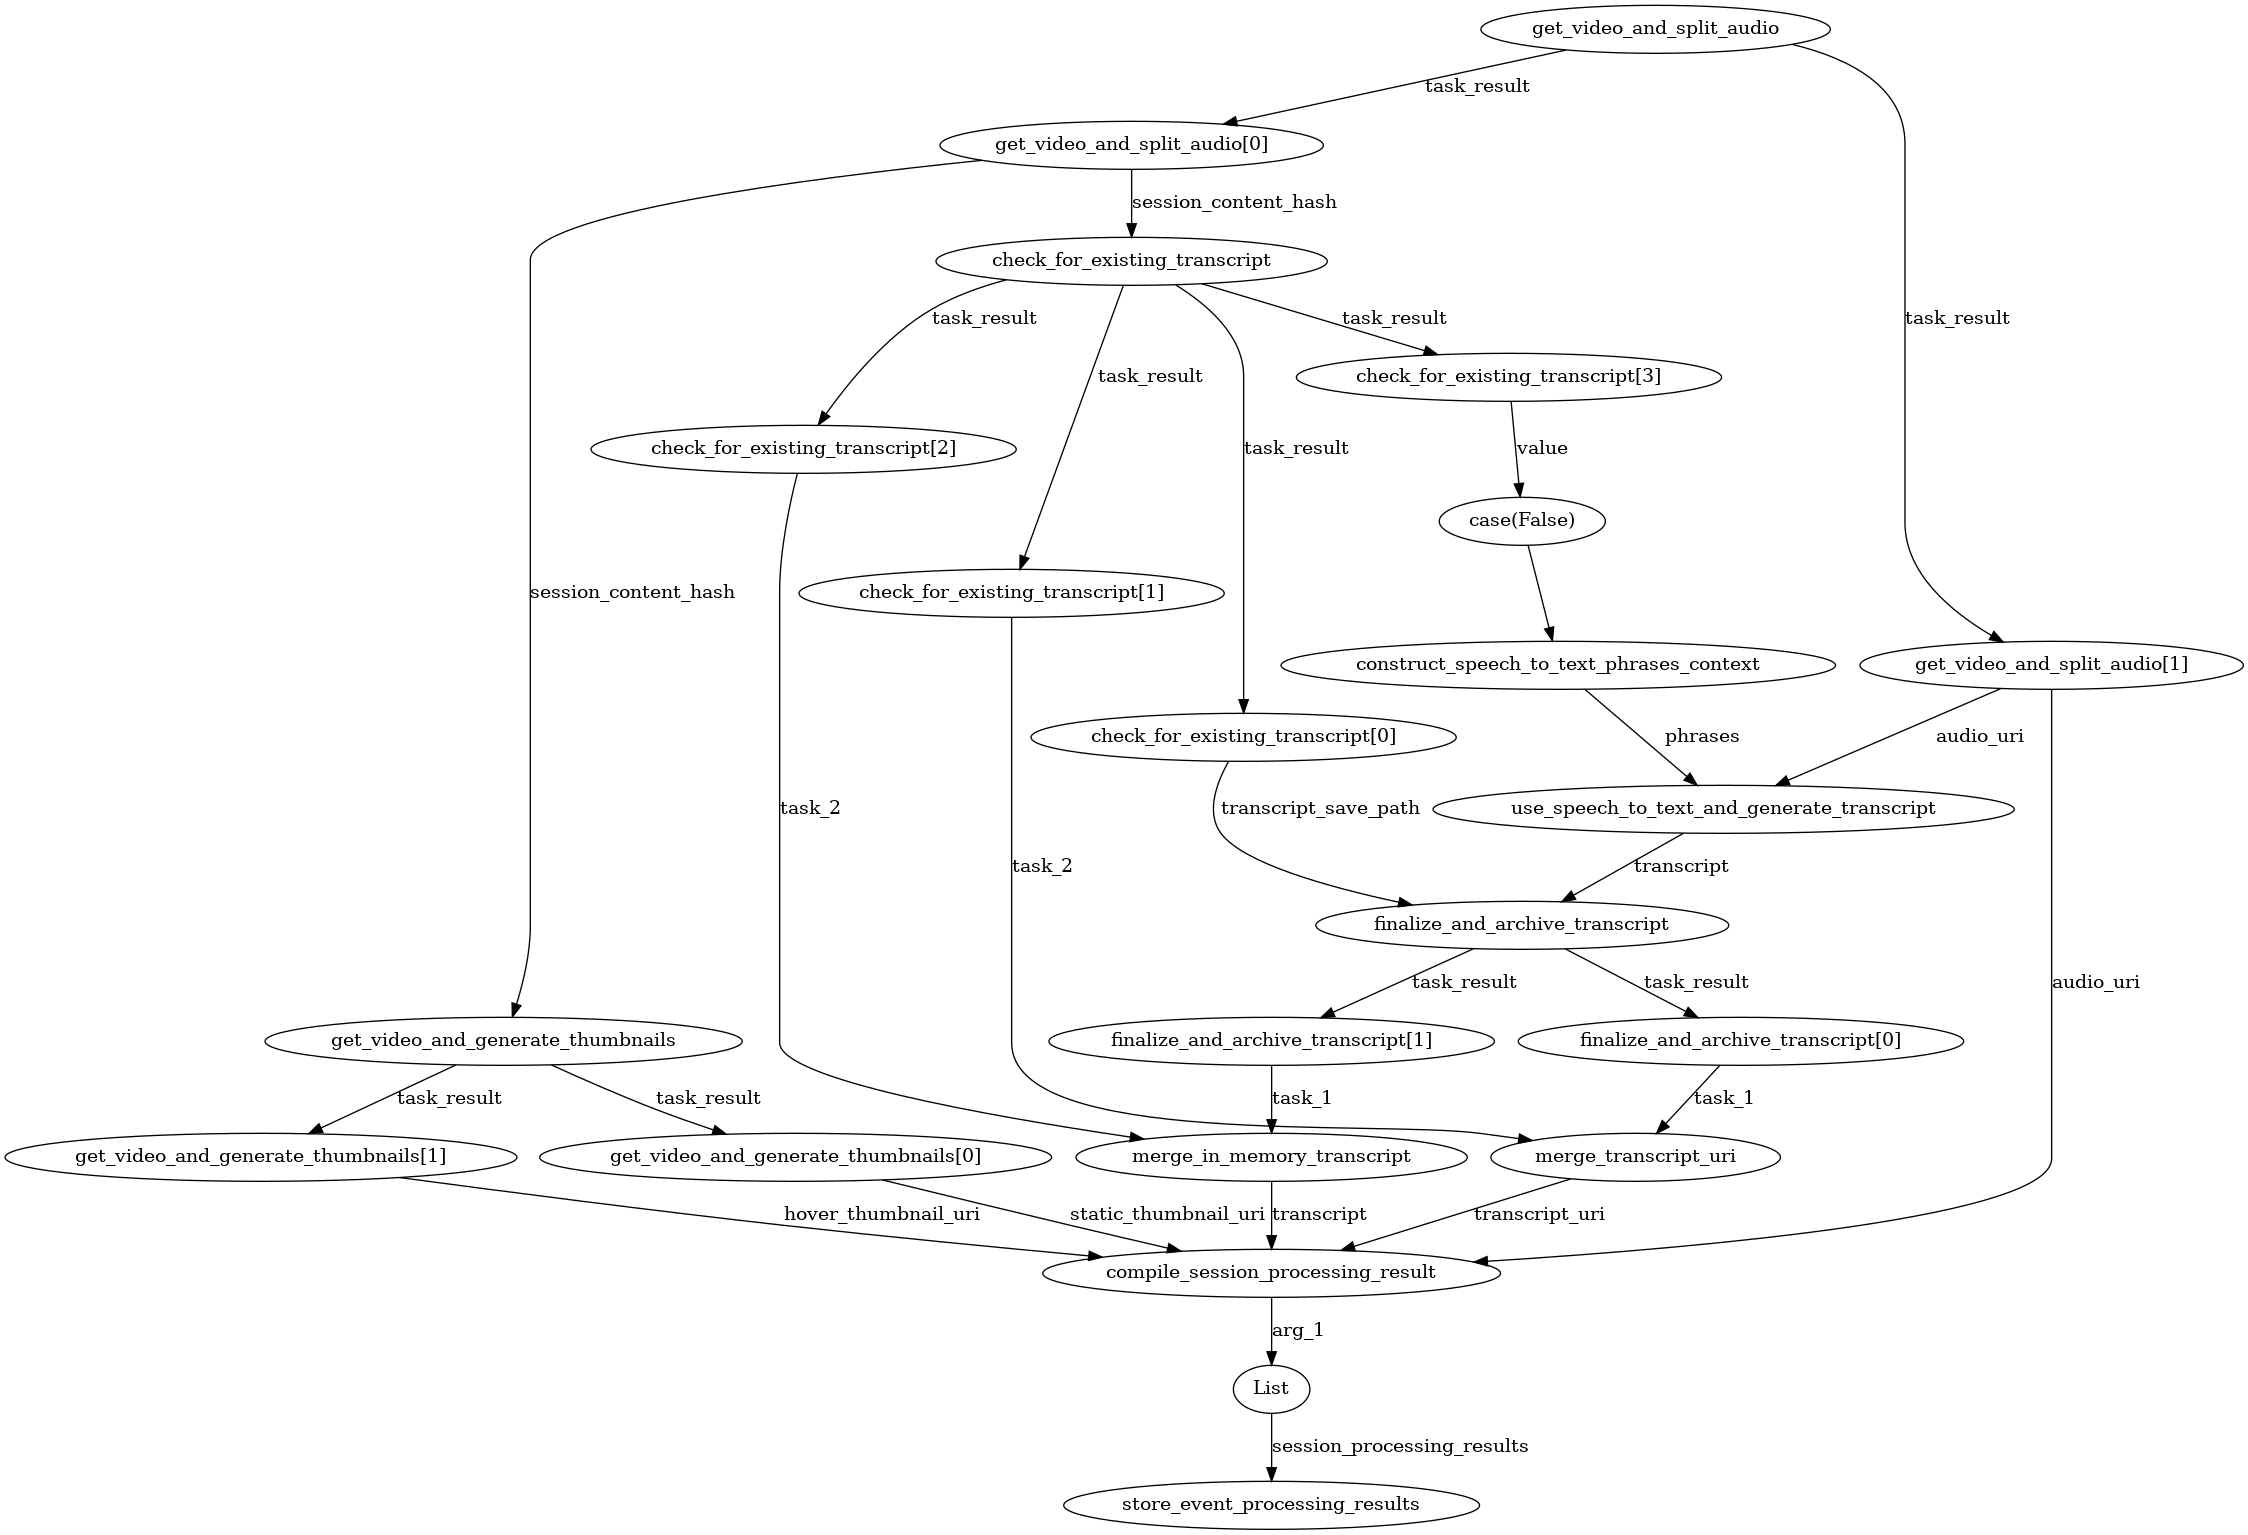 get_video_and_split_audio
task_result
get_video_and_split_audio[0]
session_content_hash
check_for_existing_transcript
task_result
task_result
task_result
task_result
task_result
check_for_existing_transcript[3]
check_for_existing_transcript[2]
value
case(False)
session_content_hash
check_for_existing_transcript[1]
construct_speech_to_text_phrases_context
get_video_and_split_audio[1]
check_for_existing_transcript[0]
phrases
audio_uri
task_2
transcript_save_path
use_speech_to_text_and_generate_transcript
task_2
transcript
finalize_and_archive_transcript
task_result
task_result
audio_uri
get_video_and_generate_thumbnails
finalize_and_archive_transcript[1]
finalize_and_archive_transcript[0]
task_result
task_result
task_1
task_1
get_video_and_generate_thumbnails[1]
get_video_and_generate_thumbnails[0]
merge_in_memory_transcript
merge_transcript_uri
hover_thumbnail_uri
static_thumbnail_uri
transcript
transcript_uri
compile_session_processing_result
arg_1
List
session_processing_results
store_event_processing_results